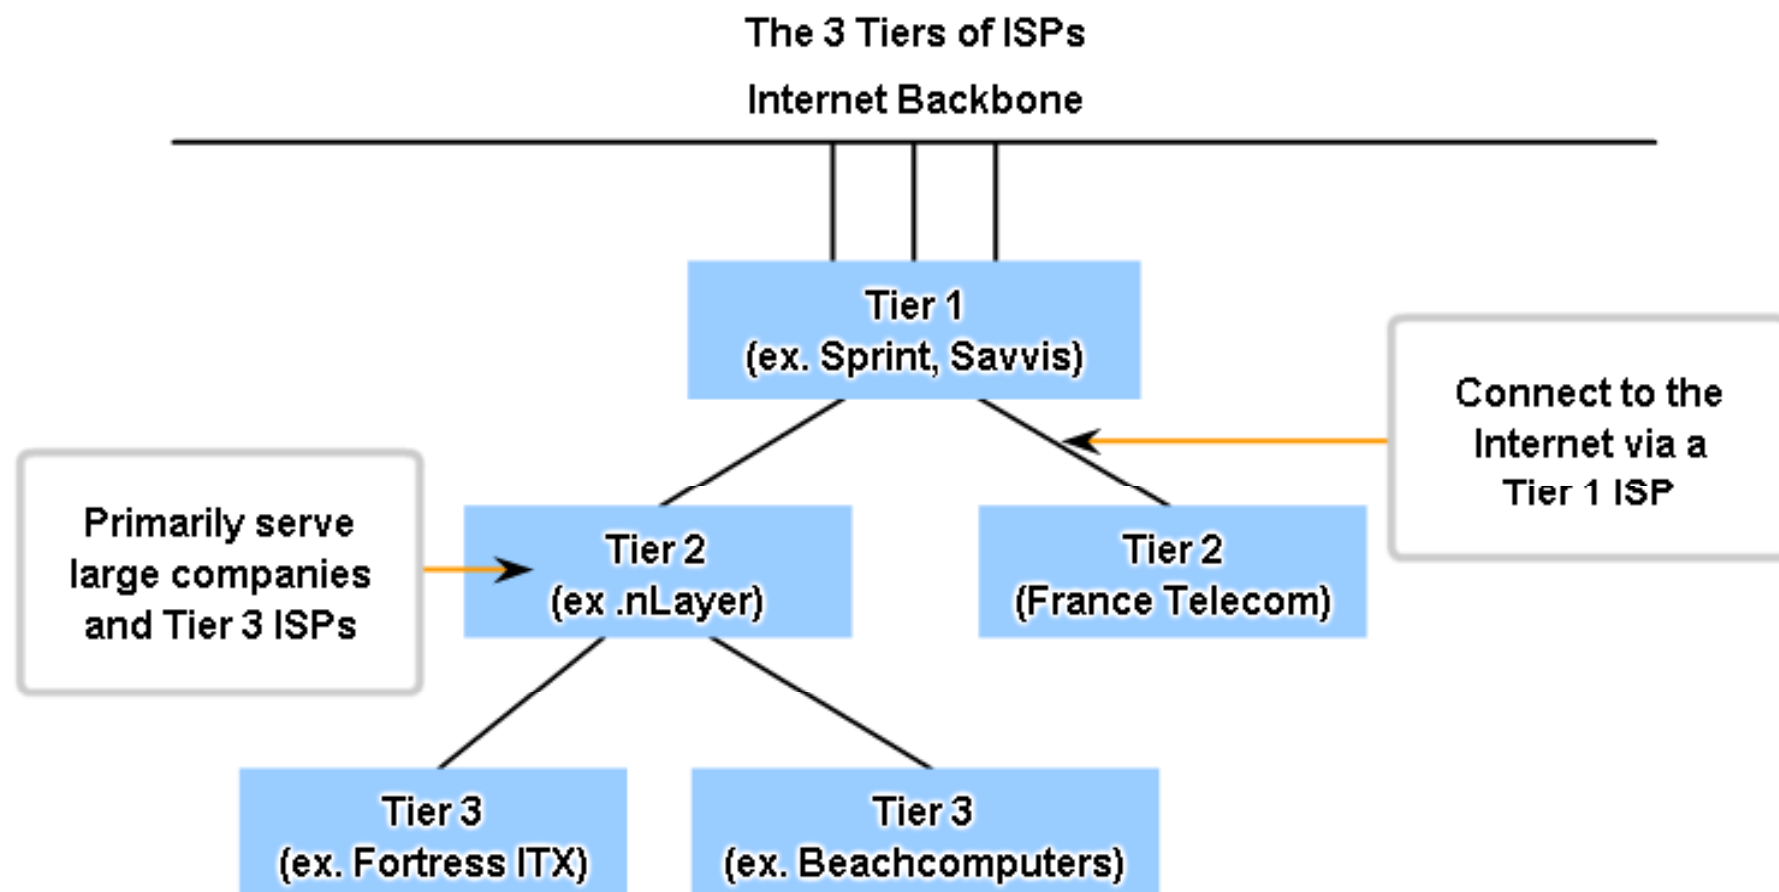 The 3 Tiers of ISPs
Internet Backbone
Tier 1
(ex. Sprint, Savvis)
Connect to the
Internet via a
Tier 1 ISP
Primarily serve
large companies
and Tier 3 ISPs
Tier 2
(ex .nLayer)
Tier 2
(France Telecom)
Tier 3
(ex. Fortress ITX)
Tier 3
(ex. Beachcomputers)